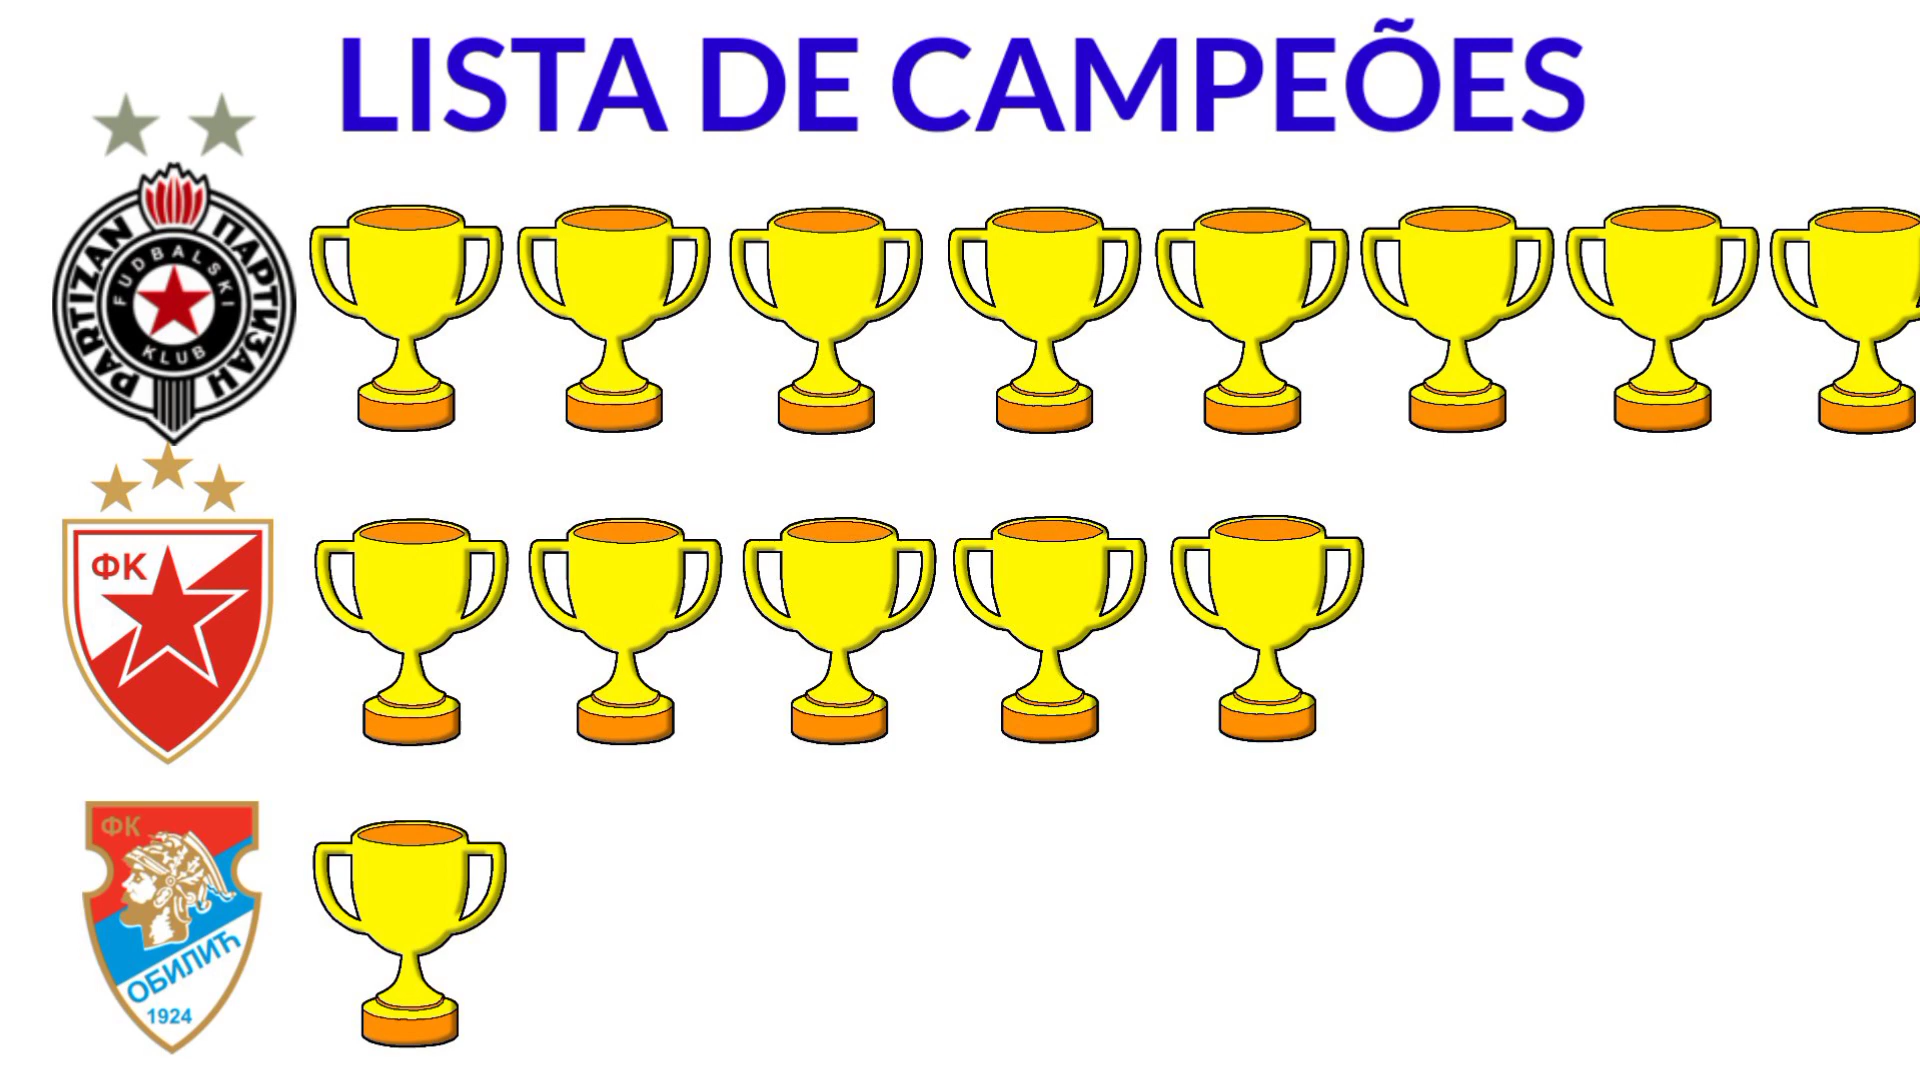 LISTA DE CAMPEÕES
PARTIZAN ПАРТИЗАН
FUDBALSKI
KLUB
ФК
ФК
ОБИЛИЋ
1924